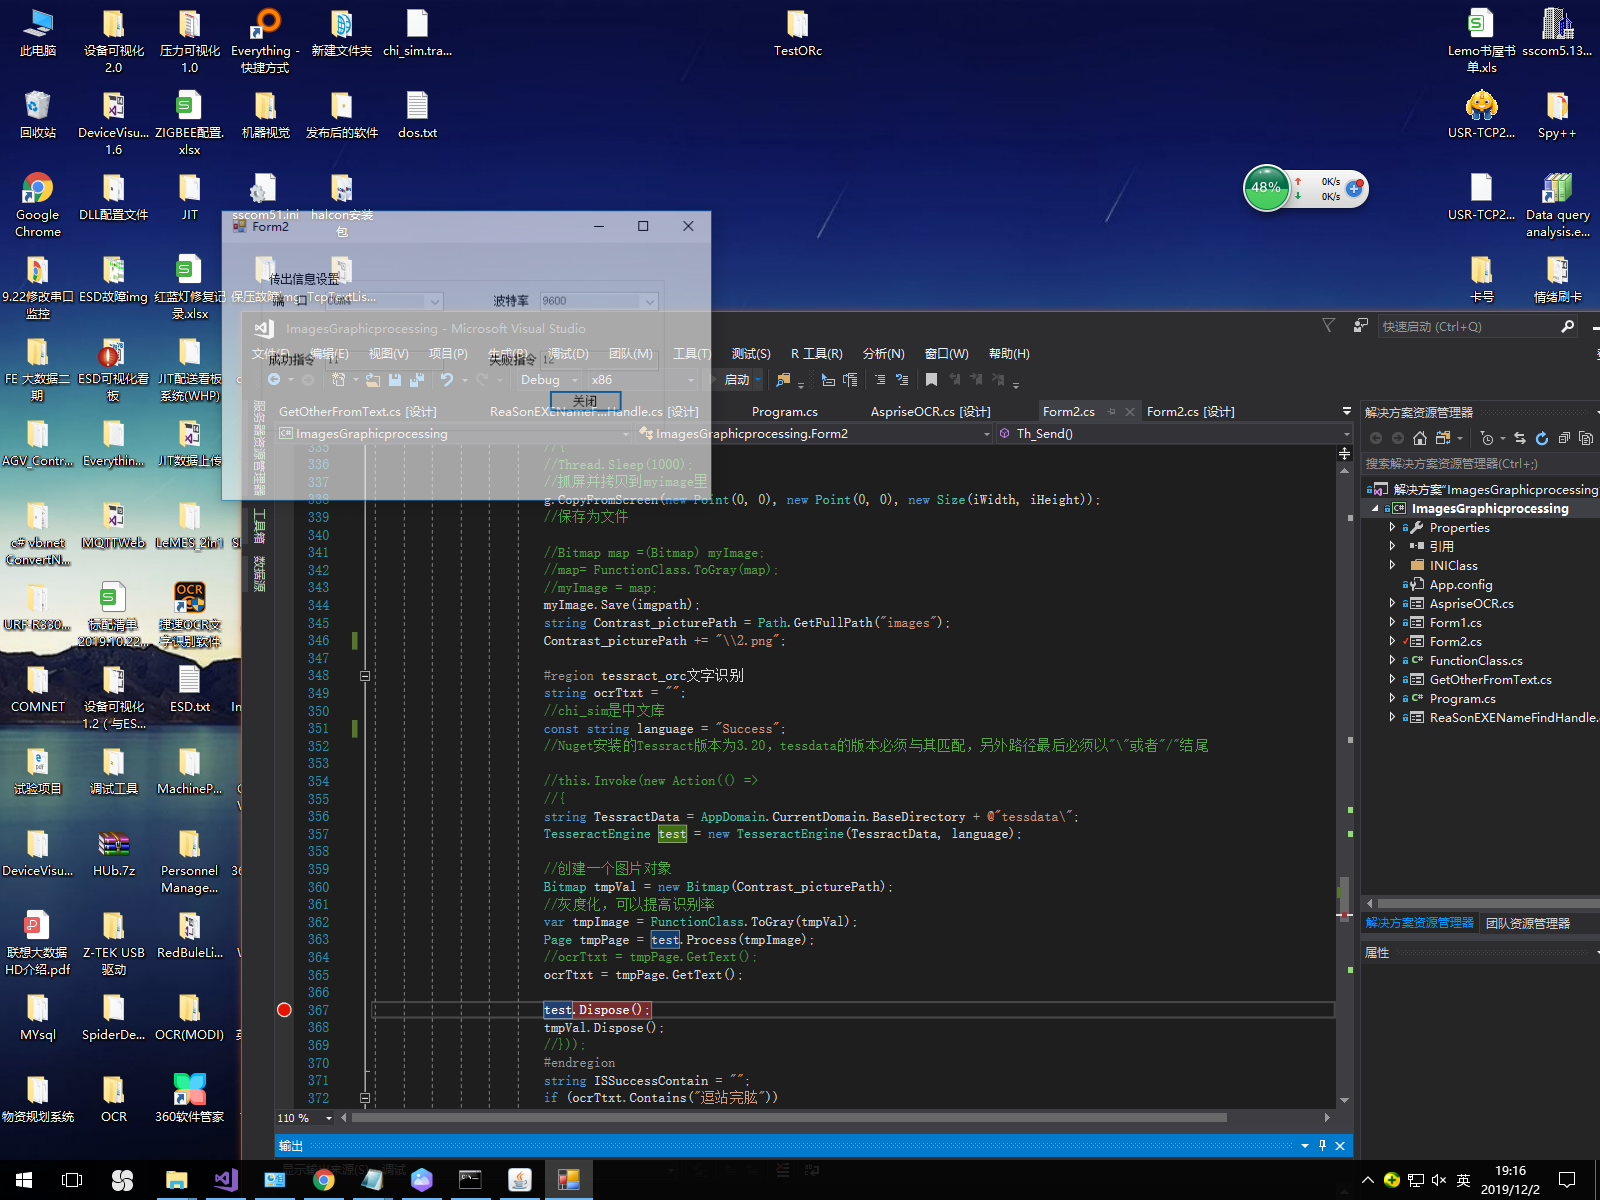 此电脑
设备可视化
2.0
压力可视化
1.0
Everything -
快捷方式
新建文件夹
chi_sim.tra...
TestORc
Lemo书屋书
单.xls
sscom5.13...
回收站
DeviceVisu...
1.6
ZIGBEE配置.
xlsx
机器视觉
发布后的软件
dos.txt
USR-TCP2...
Spy++
48%
0K/s
0K/s
Google
Chrome
DLL配置文件
JIT
sscom51.ini
halcon安装
包
USR-TCP2...
Data query
analysis.e...
Form2
传出信息设置
端 口
波特率
9600
成功指令
11
失败指令
12
关闭
9.22修改串口
监控
ESD故障img
红蓝灯修复记
录.xlsx
保压故障img
TcpTextLis...
卡号
情绪刷卡
ImagesGraphicprocessing - Microsoft Visual Studio
快速启动 (Ctrl+Q)
文件(F)
编辑(E)
视图(V)
项目(P)
生成(B)
调试(D)
团队(M)
工具(T)
测试(S)
R 工具(R)
分析(N)
窗口(W)
帮助(H)
Debug
x86
启动
FE 大数据二
期
ESD可视化看
板
JIT配送看板
系统(WHP)
GetOtherFromText.cs [设计]
ReaSonEXENameF...Handle.cs [设计]
Program.cs
AspriseOCR.cs [设计]
Form2.cs
Form2.cs [设计]
ImagesGraphicprocessing
ImagesGraphicprocessing.Form2
Th_Send()
服务器资源管理器
工具箱
数据源
AGV_Contr...
Everythin...
JIT数据上传
c# vb.net
ConvertN...
MQTTWeb
LeMES_2in1
URF-R330...
标配清单
2019.10.22...
OCR
捷速OCR文
字识别软件
COMNET
设备可视化
1.2（与ES...
ESD.txt
试验项目
调试工具
MachineP...
DeviceVisu...
HUb.7z
Personnel
Manage...
联想大数据
HD介绍.pdf
Z-TEK USB
驱动
RedBuleLi...
MYsql
SpiderDe...
OCR(MODI)
物资规划系统
OCR
360软件管家
335 //{
336 //Thread.Sleep(1000);
337 //抓屏并拷贝到myimage里
338 g.CopyFromScreen(new Point(0, 0), new Point(0, 0), new Size(iWidth, iHeight));
339 //保存为文件
340
341 //Bitmap map =(Bitmap) myImage;
342 //map= FunctionClass.ToGray(map);
343 //myImage = map;
344 myImage.Save(imgpath);
345 string Contrast_picturePath = Path.GetFullPath("images");
346 Contrast_picturePath += "\\2.png";
347
348 #region tessract_orc文字识别
349 string ocrTtxt = "";
350 //chi_sim是中文库
351 const string language = "Success";
352 //Nuget安装的Tessract版本为3.20，tessdata的版本必须与其匹配，另外路径最后必须以"\"或者"/"结尾
353
354 //this.Invoke(new Action(() =>
355 //{
356 string TessractData = AppDomain.CurrentDomain.BaseDirectory + @"tessdata\";
357 TesseractEngine test = new TesseractEngine(TessractData, language);
358
359 //创建一个图片对象
360 Bitmap tmpVal = new Bitmap(Contrast_picturePath);
361 //灰度化，可以提高识别率
362 var tmpImage = FunctionClass.ToGray(tmpVal);
363 Page tmpPage = test.Process(tmpImage);
364 //ocrTtxt = tmpPage.GetText();
365 ocrTtxt = tmpPage.GetText();
366
367 test.Dispose();
368 tmpVal.Dispose();
369 //}));
370 #endregion
371 string ISSuccessContain = "";
372 if (ocrTtxt.Contains("逗站完肱"))
110 %
输出
显示输出来源(S): 调试
解决方案资源管理器
搜索解决方案资源管理器(Ctrl+;)
解决方案"ImagesGraphicprocessing
ImagesGraphicprocessing
Properties
引用
INIClass
App.config
AspriseOCR.cs
Form1.cs
Form2.cs
FunctionClass.cs
GetOtherFromText.cs
Program.cs
ReaSonEXENameFindHandle.
解决方案资源管理器
团队资源管理器
属性
英
19:16
2019/12/2